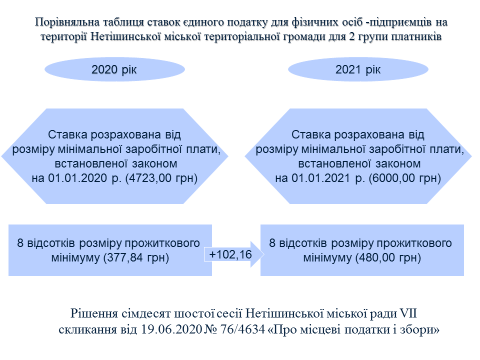 Порівняльна таблиця ставок єдиного податку для фізичних осіб -підприємців на
території Нетішинської міської територіальної громади для 2 групи платників
2020 рік
2021 рік
Ставка розрахована від
розміру мінімальної заробітної плати,
встановленої законом
на 01.01.2020 р. (4723,00 грн)
Ставка розрахована від
розміру мінімальної заробітної плати,
встановленої законом
на 01.01.2021 р. (6000,00 грн)
8 відсотків розміру прожиткового
мінімуму (377,84 грн)
+102,16
8 відсотків розміру прожиткового
мінімуму (480,00 грн)
Рішення сімдесят шостої сесії Нетішинської міської ради VII
скликання від 19.06.2020 № 76/4634 «Про місцеві податки і збори»